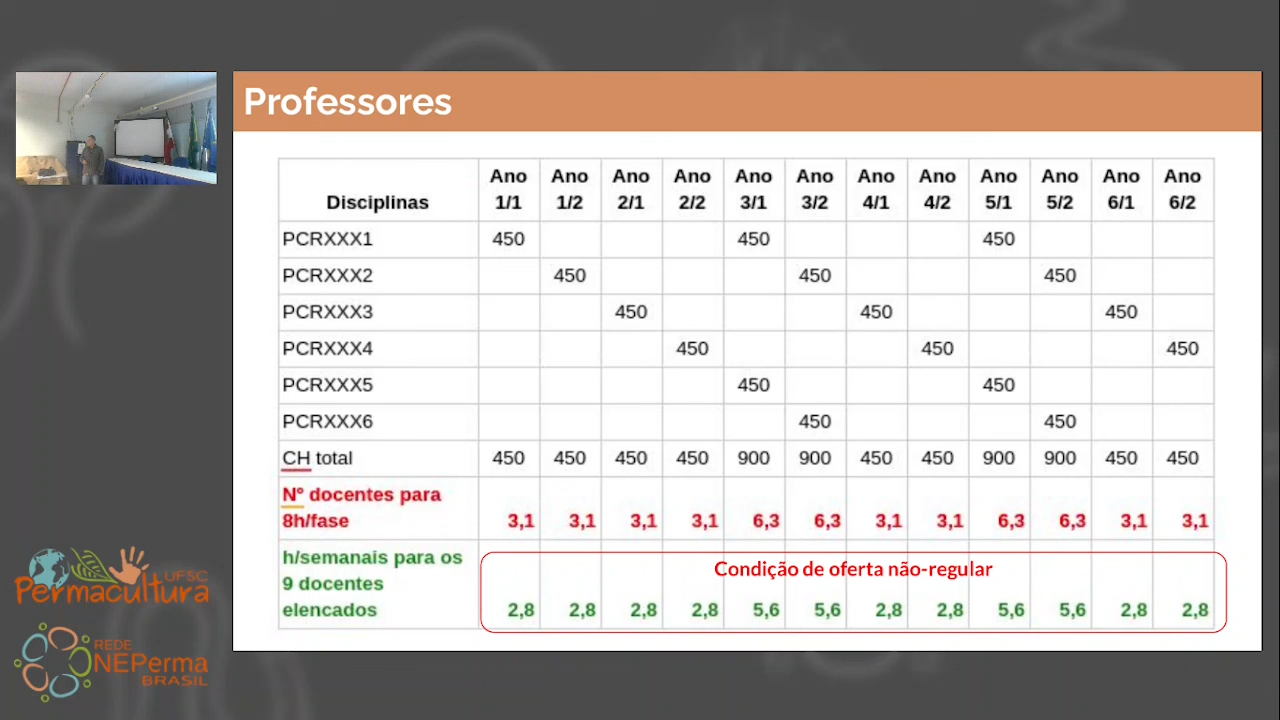 Professores
Disciplinas Ano 1/1 Ano 1/2 Ano 2/1 Ano 2/2 Ano 3/1 Ano 3/2 Ano 4/1 Ano 4/2 Ano 5/1 Ano 5/2 Ano 6/1 Ano 6/2
PCRXXX1 450 450 450
PCRXXX2 450 450 450
PCRXXX3 450 450 450
PCRXXX4 450 450 450
PCRXXX5 450 450
PCRXXX6 450 450
CH total 450 450 450 450 900 900 450 450 900 900 450 450
Nº docentes para
8h/fase 3,1 3,1 3,1 3,1 6,3 6,3 3,1 3,1 6,3 6,3 3,1 3,1
h/semanais para os
9 docentes
elencados 2,8 2,8 2,8 2,8 5,6 5,6 2,8 2,8 5,6 5,6 2,8 2,8
Condição de oferta não-regular
UFSC
Permacultura
REDE
NEPerma
BRASIL